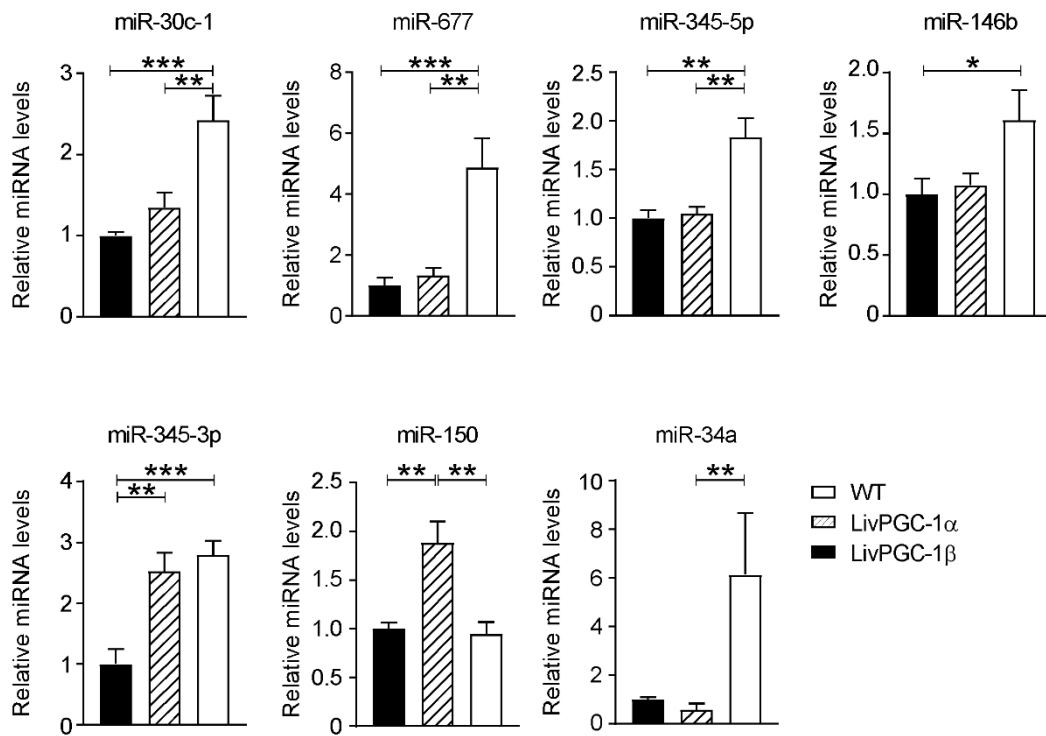 miR-30c-1
Relative miRNA levels
3
2
1
0
***
**
miR-677
Relative miRNA levels
8
6
4
2
0
***
**
miR-345-5p
Relative miRNA levels
2.5
2.0
1.5
1.0
0.5
0
**
**
miR-146b
Relative miRNA levels
2.0
1.5
1.0
0.5
0.0
*
miR-345-3p
Relative miRNA levels
4
3
2
1
0
***
**
miR-150
Relative miRNA levels
2.5
2.0
1.5
1.0
0.5
0
**
**
miR-34a
Relative miRNA levels
10
8
6
4
2
0
**
WT
LivPGC-1α
LivPGC-1β